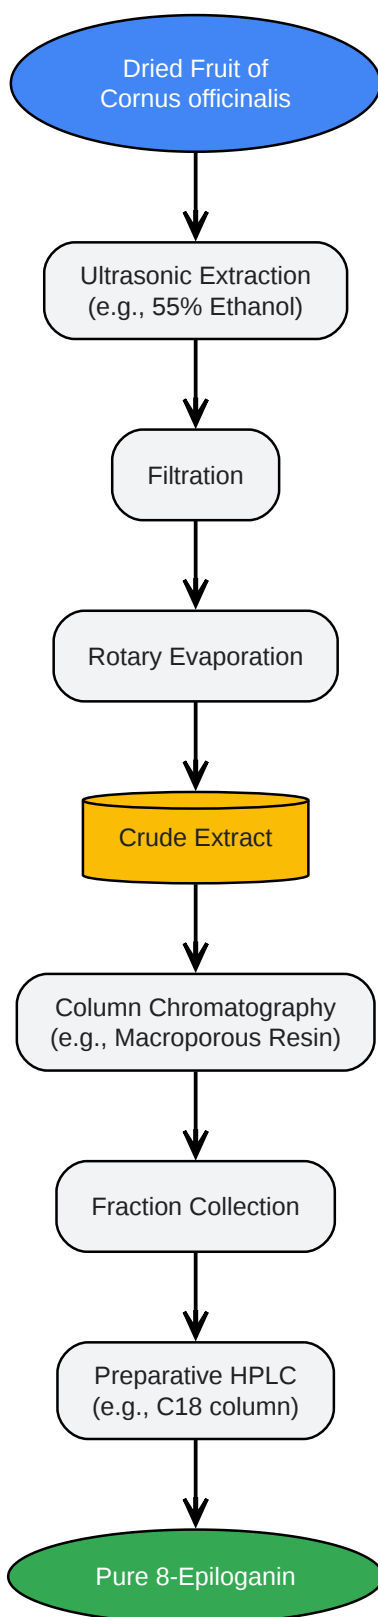 Dried Fruit of
Cornus officinalis
Ultrasonic Extraction
(e.g., 55% Ethanol)
Filtration
Rotary Evaporation
Crude Extract
Column Chromatography
(e.g., Macroporous Resin)
Fraction Collection
Preparative HPLC
(e.g., C18 column)
Pure 8-Epiloganin